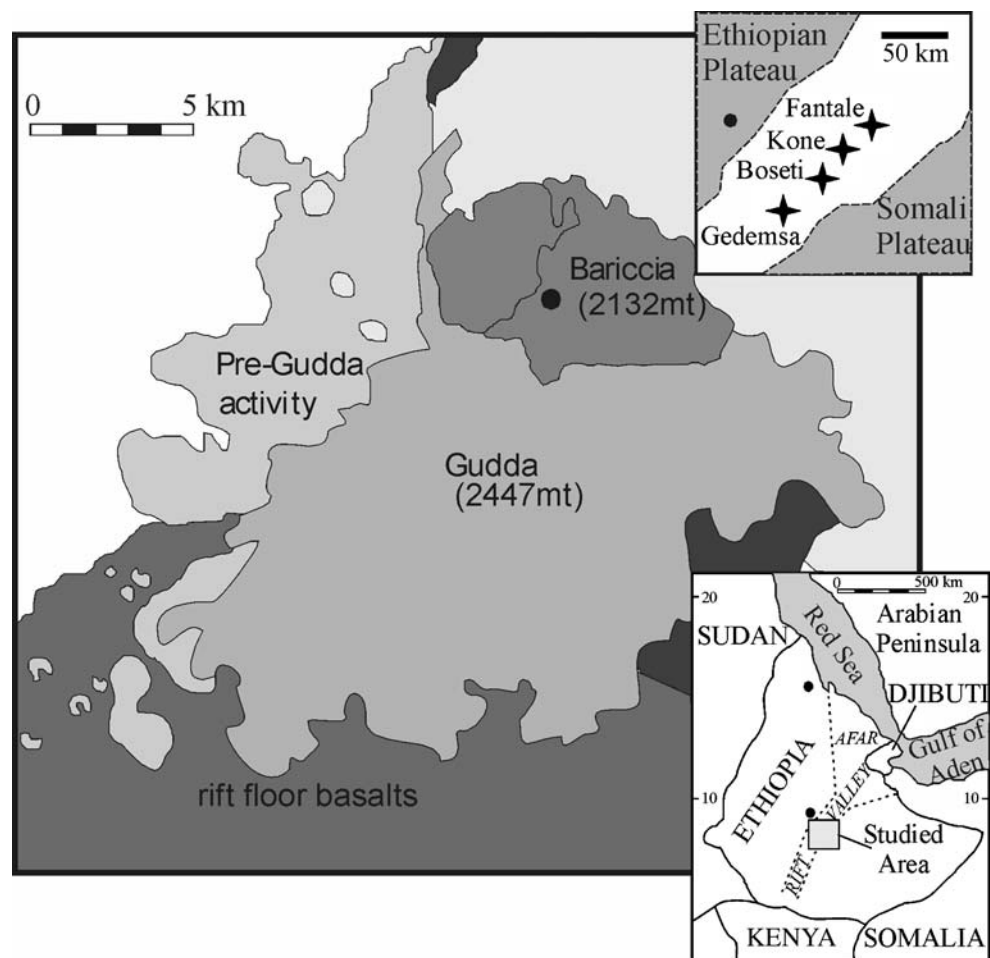 0 5 km
Pre-Gudda
activity
Bariccia
(2132mt)
Gudda
(2447mt)
rift floor basalts
Ethiopian
Plateau
50 km
Fantale
Kone
Boseti
Gedemsa
Somali
Plateau
0 500 km
20 20
Arabian
Peninsula
SUDAN
Red Sea
DJIBUTI
AFAR
Gulf of
Aden
ETHIOPIA
VALLEY
10 10
RIFT
Studied
Area
KENYA SOMALIA